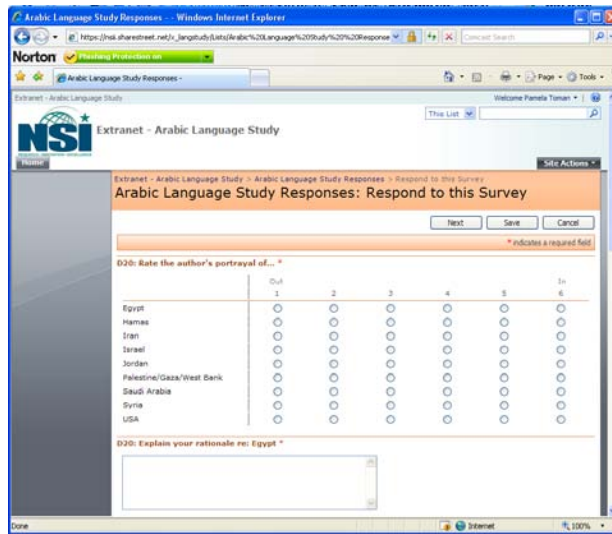 Arabic Language Study Responses - - Windows Internet Explorer
https://nsi.sharestreet.net/x_langstudy/Lists/Arabic%20Language%20Study%20%20Response
Comcast Search
Norton Phishing Protection on
Arabic Language Study Responses -
Page Tools
Extranet - Arabic Language Study
Welcome Pamela Toman
This List
NSI Extranet - Arabic Language Study
Home Site Actions
Extranet - Arabic Language Study > Arabic Language Study Responses > Respond to this Survey
Arabic Language Study Responses: Respond to this Survey
Next Save Cancel
* indicates a required field
D20: Rate the author's portrayal of... *
Out In
1 2 3 4 5 6
Egypt
Hamas
Iran
Israel
Jordan
Palestine/Gaza/West Bank
Saudi Arabia
Syria
USA
D20: Explain your rationale re: Egypt *
Done Internet 100%